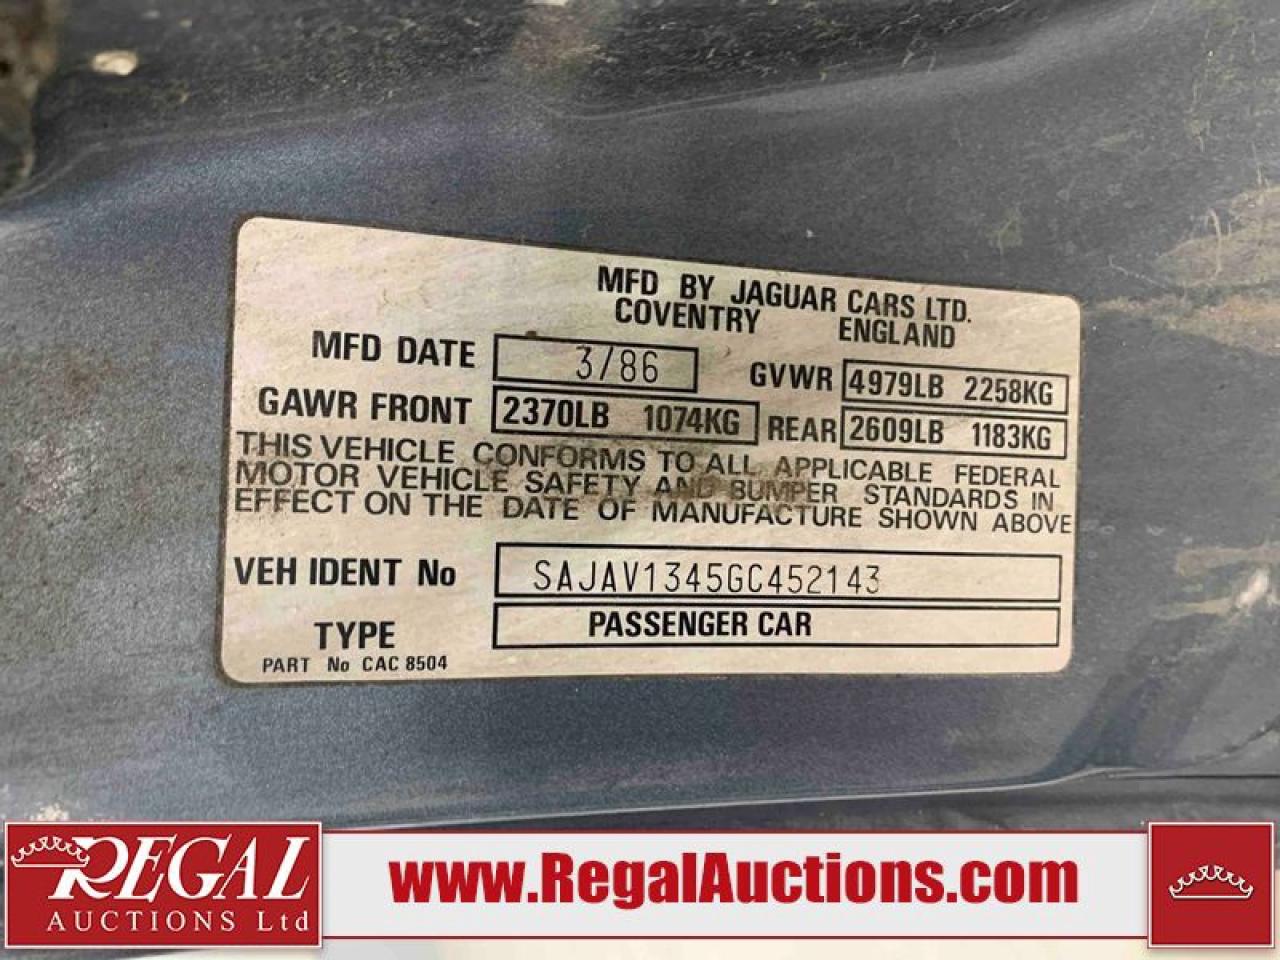 MFD BY JAGUAR CARS LTD.
COVENTRY ENGLAND
MFD DATE 3/86 GVWR 4979LB 2258KG
GAWR FRONT 2370LB 1074KG REAR 2609LB 1183KG
THIS VEHICLE CONFORMS TO ALL APPLICABLE FEDERAL
MOTOR VEHICLE SAFETY AND BUMPER STANDARDS IN
EFFECT ON THE DATE OF MANUFACTURE SHOWN ABOVE
VEH IDENT No SAJAV1345GC452143
TYPE PASSENGER CAR
PART No CAC 8504
REGAL
AUCTIONS Ltd
www.RegalAuctions.com